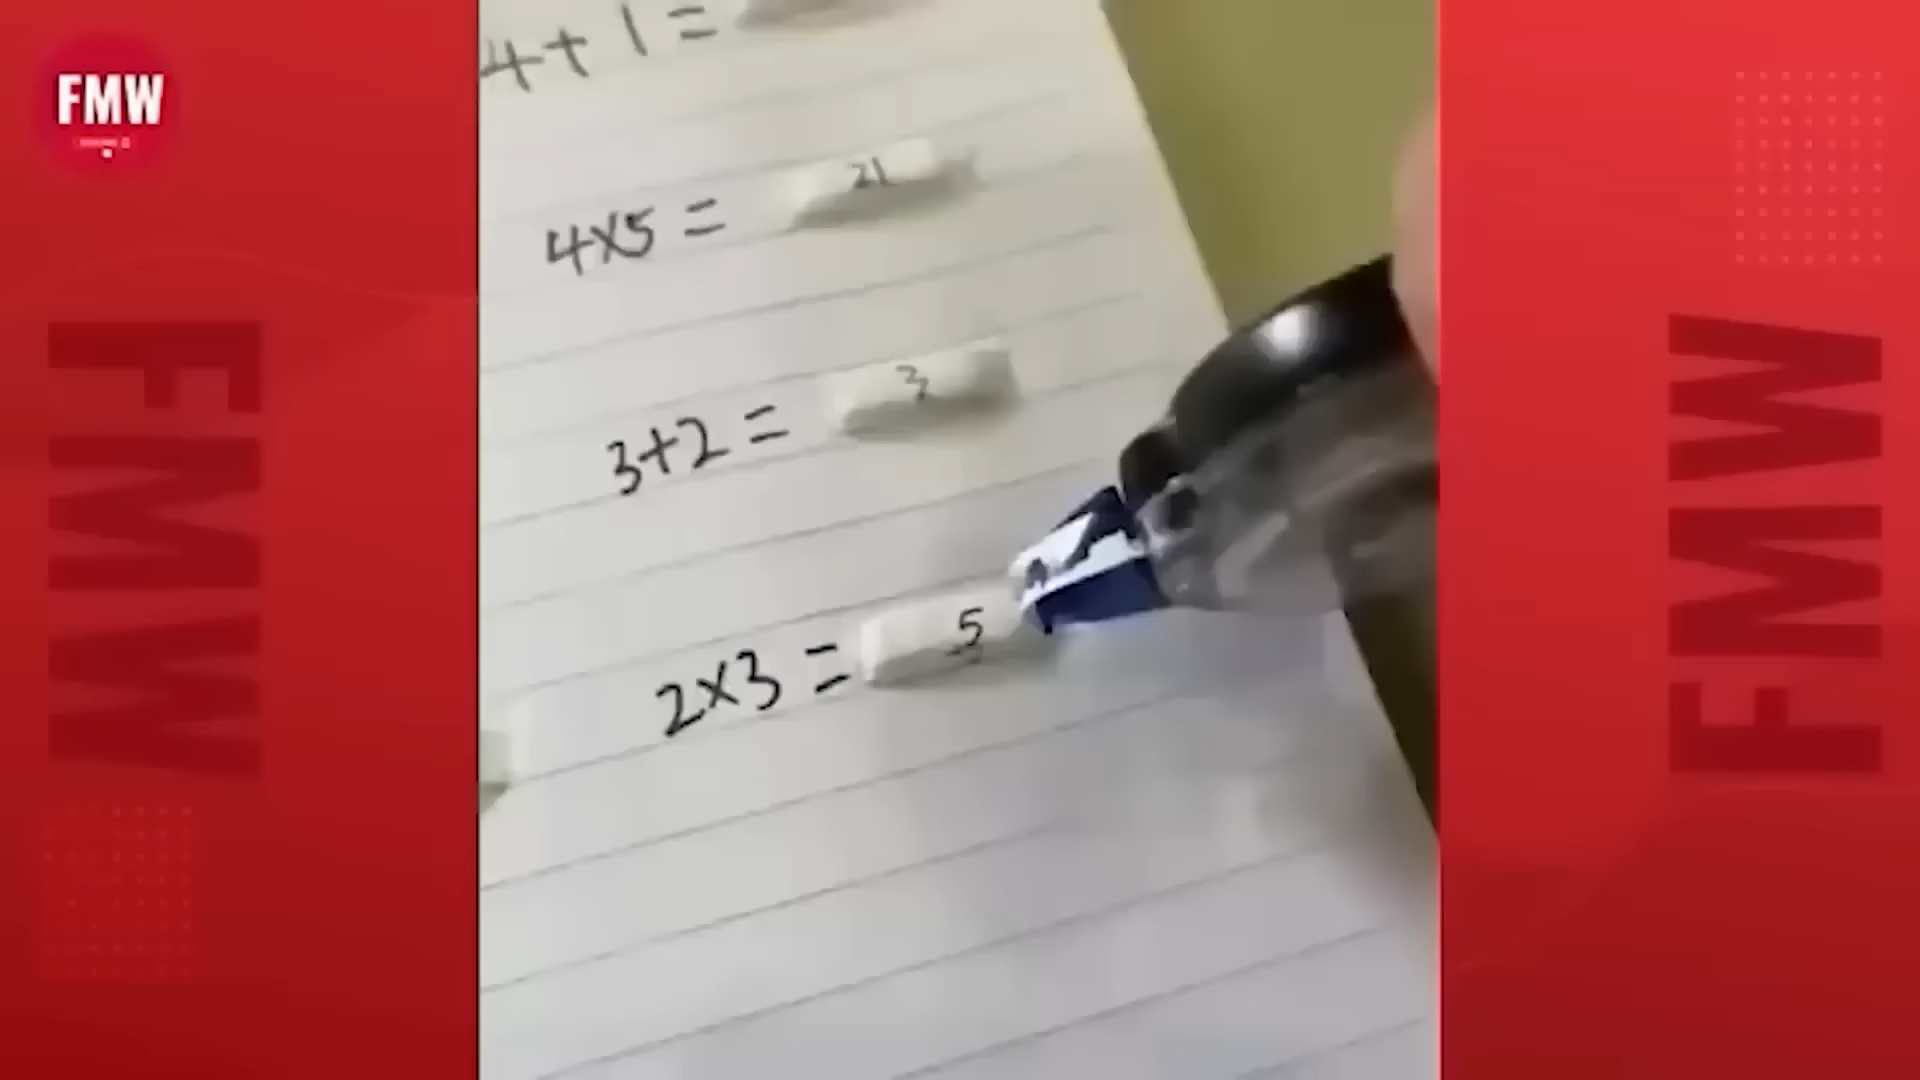 FMW
4+1=
4x5= 21
3+2= 3
2x3= 5
FMW
FMW